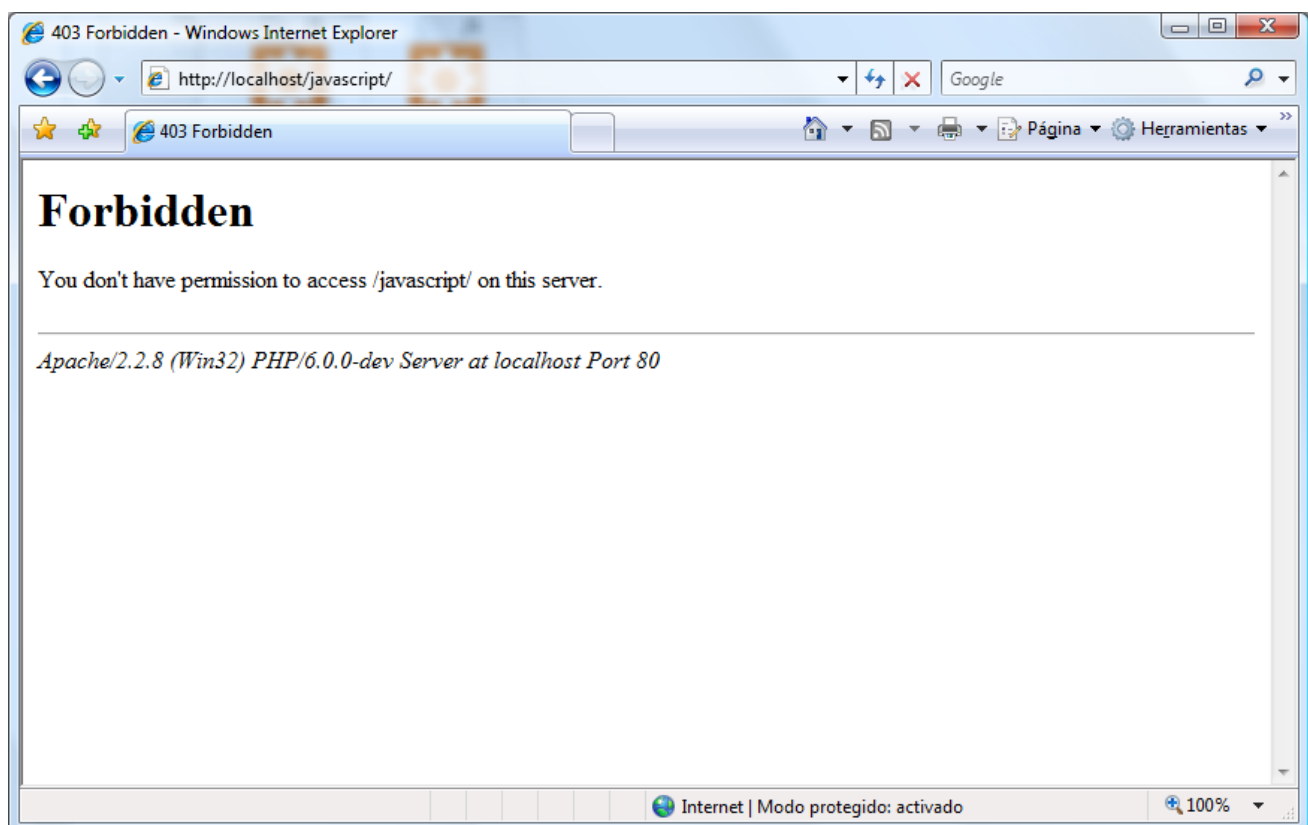 403 Forbidden - Windows Internet Explorer
http://localhost/javascript/ Google
403 Forbidden Página Herramientas »
Forbidden
You don't have permission to access /javascript/ on this server.
Apache/2.2.8 (Win32) PHP/6.0.0-dev Server at localhost Port 80
Internet | Modo protegido: activado 100%